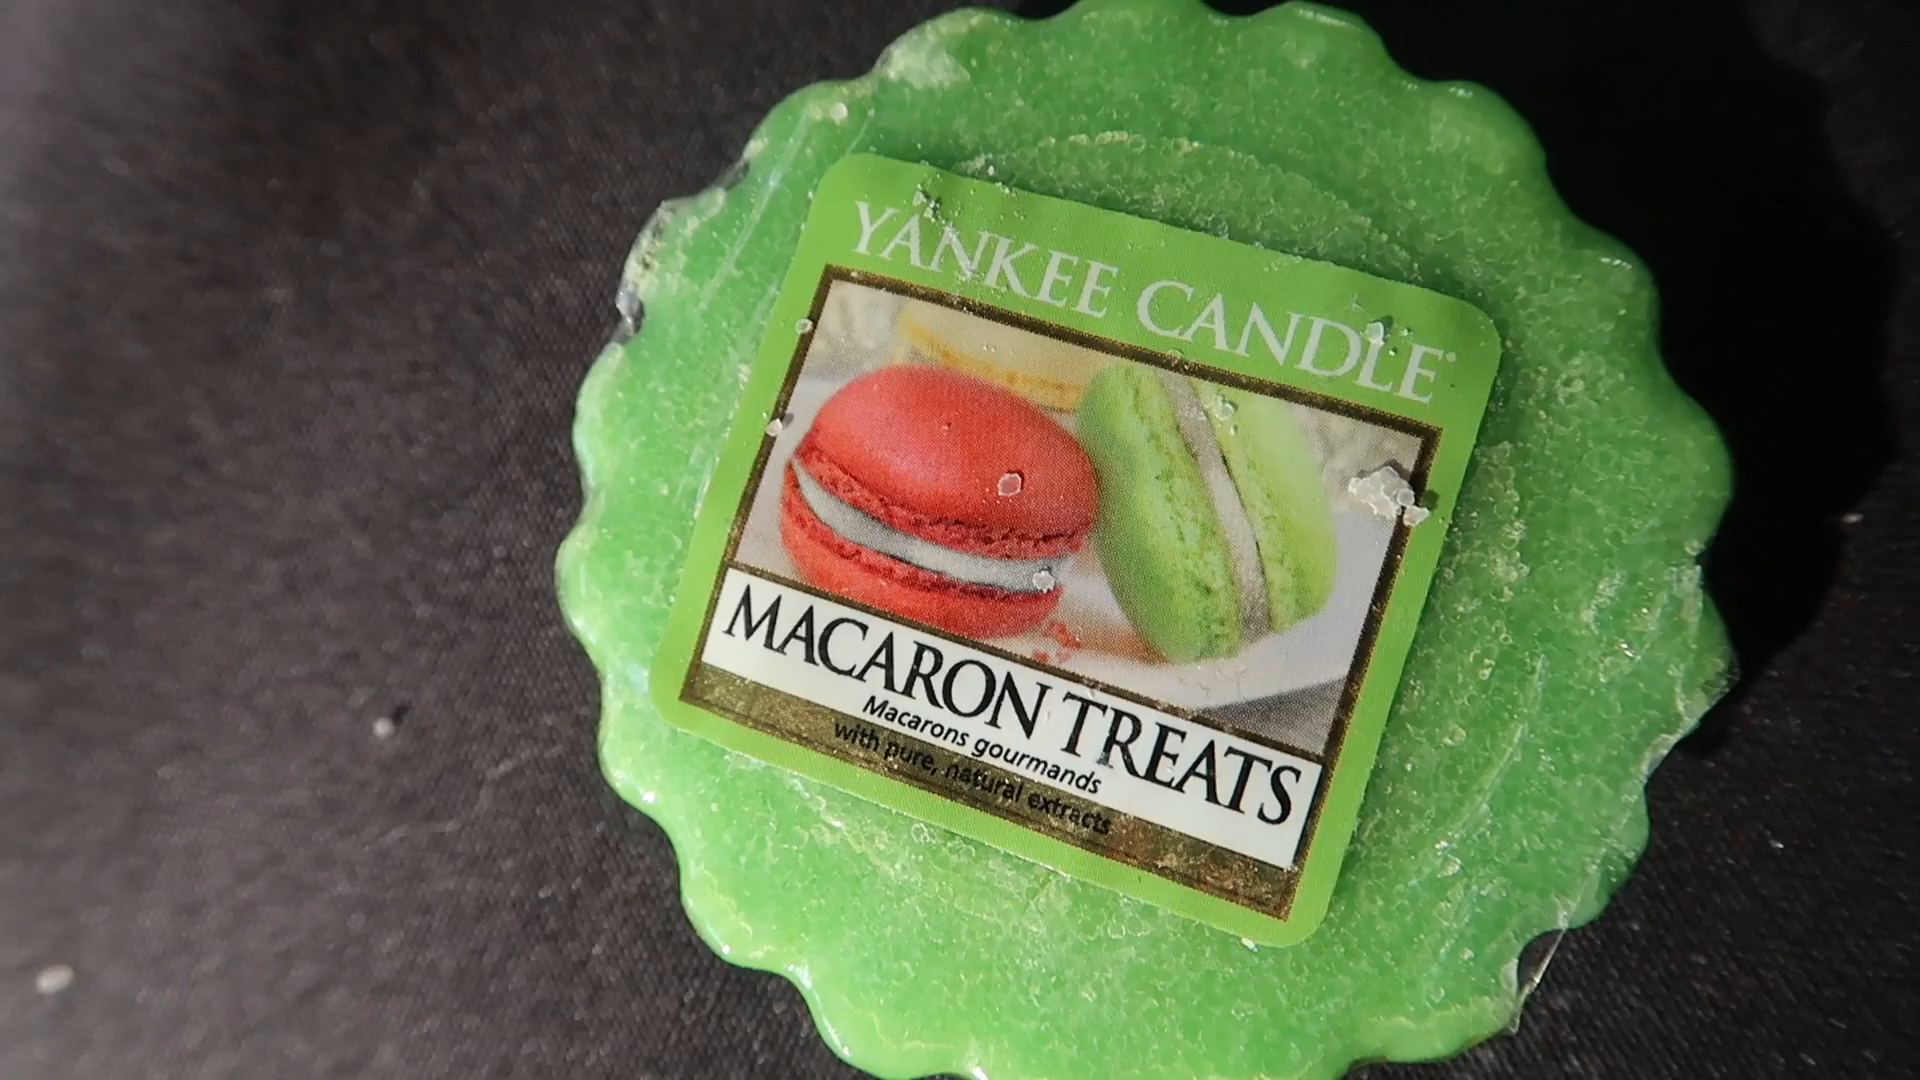 YANKEE CANDLE
MACARON TREATS
Macarons gourmands
with pure, natural extracts